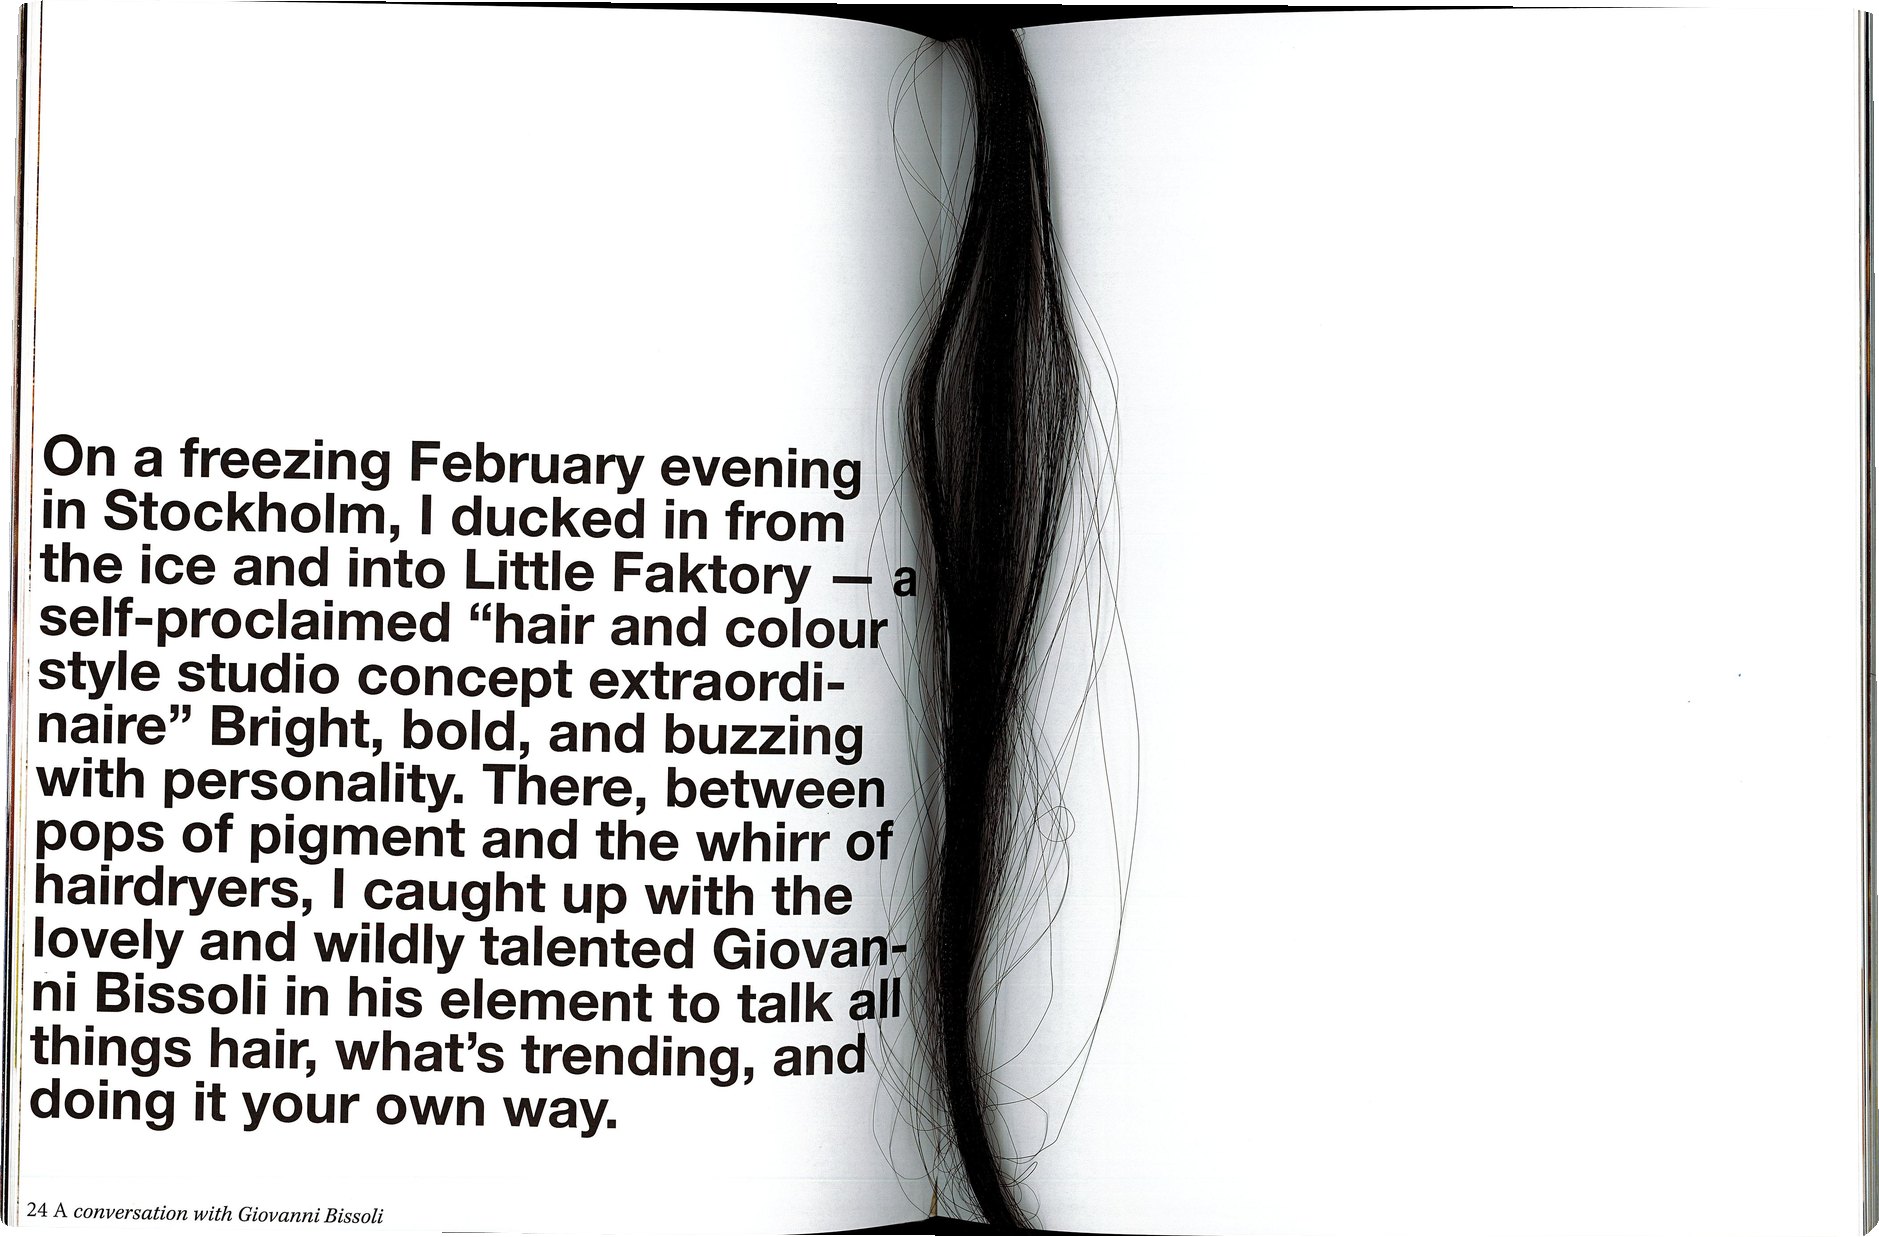 On a freezing February evening
in Stockholm, I ducked in from
the ice and into Little Faktory — a
self-proclaimed “hair and colour
style studio concept extraordi-
naire” Bright, bold, and buzzing
with personality. There, between
pops of pigment and the whirr of
hairdryers, I caught up with the
lovely and wildly talented Giovan-
ni Bissoli in his element to talk all
things hair, what’s trending, and
doing it your own way.
24 A conversation with Giovanni Bissoli